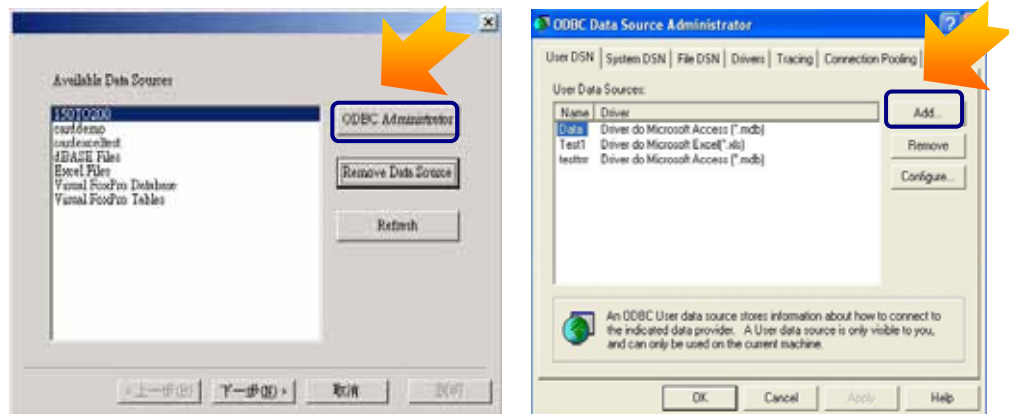 Available Data Sources
150TO200
carddemo
cardexceltest
dBASE Files
Excel Files
Visual FoxPro Database
Visual FoxPro Tables
ODBC Administrator
Remove Data Source
Refresh
<上一步(B)
下一步(N) >
取消
說明
ODBC Data Source Administrator
User DSN
System DSN
File DSN
Drivers
Tracing
Connection Pooling
User Data Sources:
Name Driver
Data Driver do Microsoft Access (*.mdb)
Test1 Driver do Microsoft Excel(*.xls)
Driver do Microsoft Access (*.mdb)
Add...
Remove
Configure...
An ODBC User data source stores information about how to connect to
the indicated data provider. A User data source is only visible to you,
and can only be used on the current machine.
OK
Cancel
Apply
Help